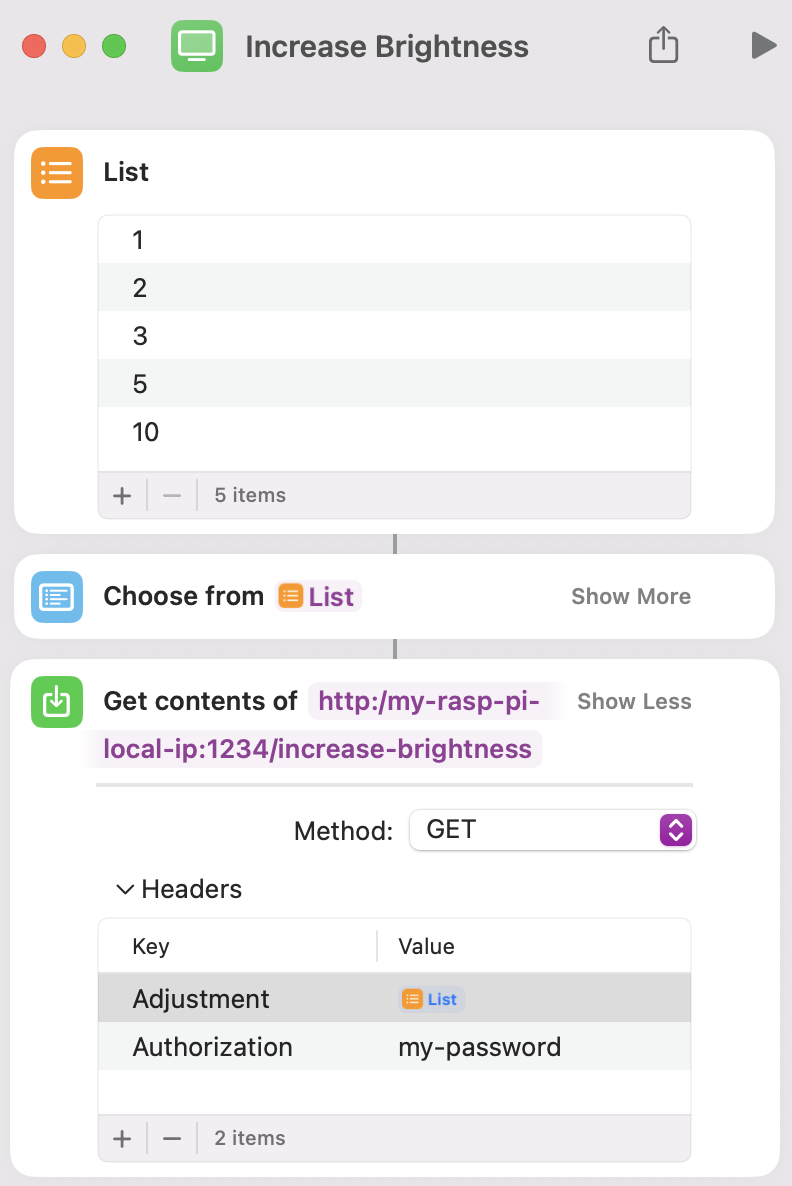 Increase Brightness
List
1
2
3
5
10
5 items
Choose from List Show More
Get contents of http:/my-rasp-pi- Show Less
local-ip:1234/increase-brightness
Method: GET
Headers
Key Value
Adjustment List
Authorization my-password
2 items